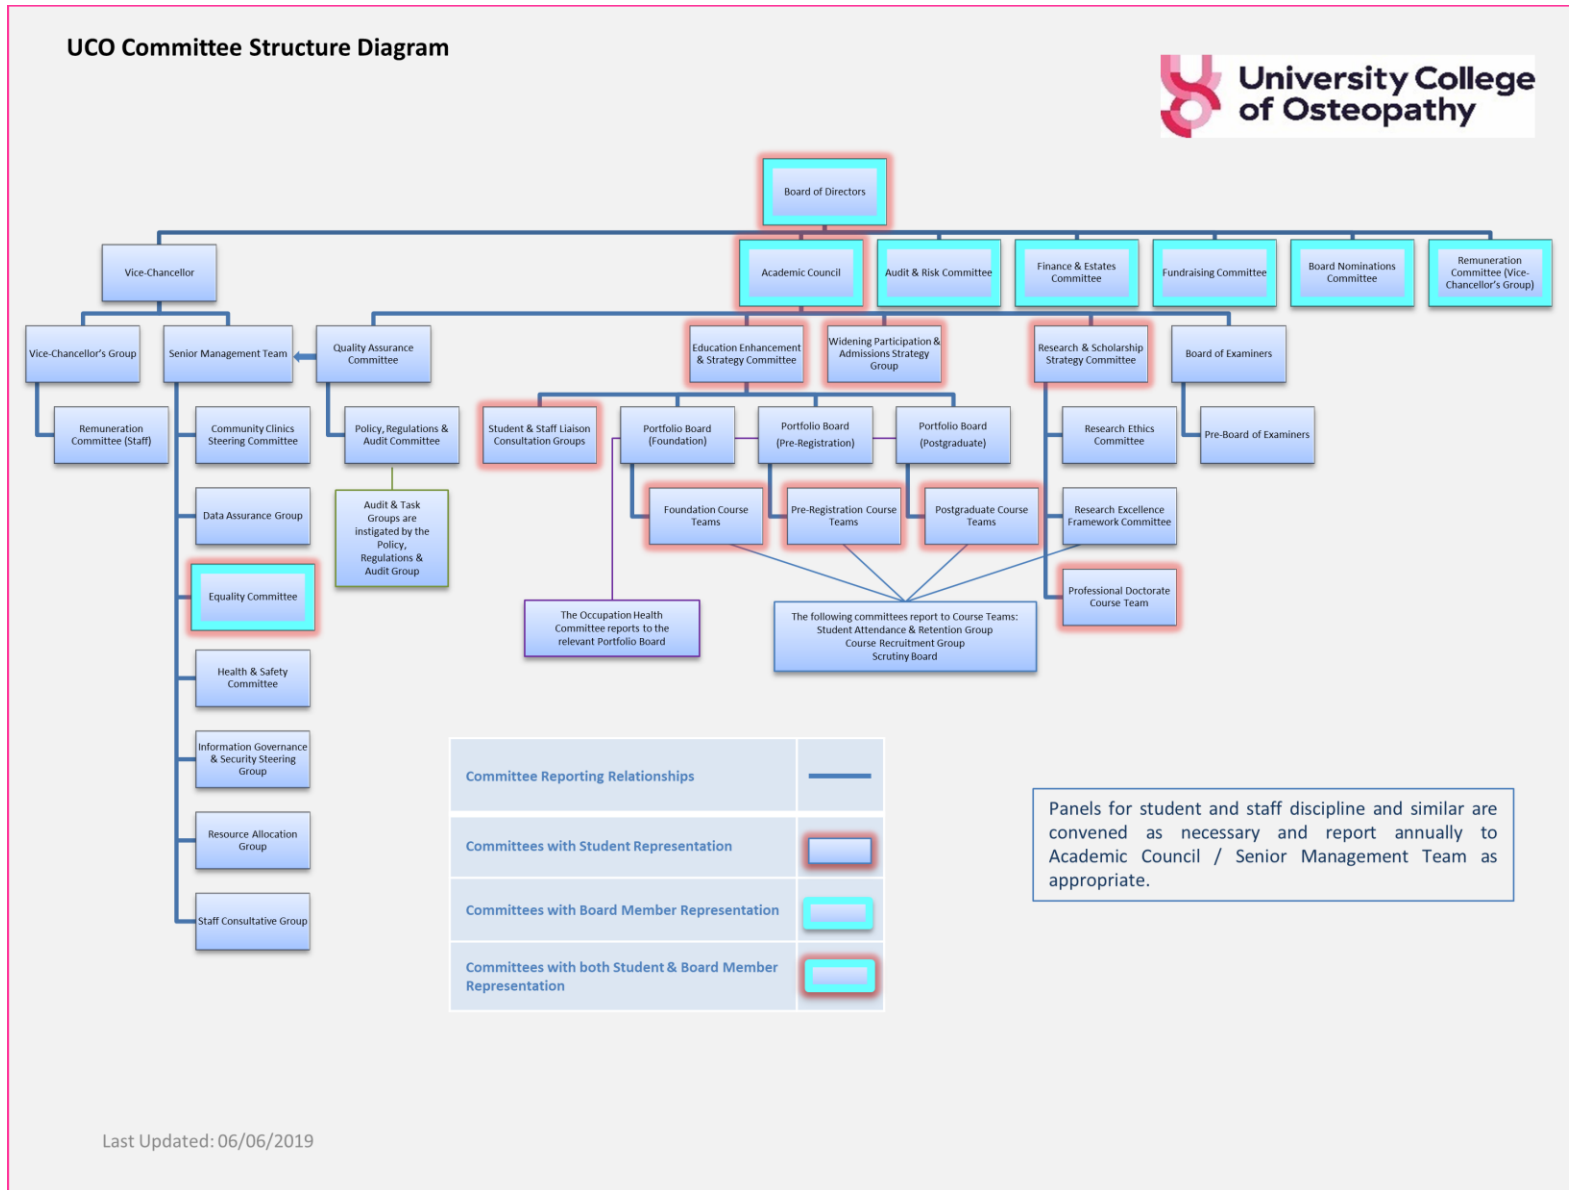 UCO Committee Structure Diagram
University College
of Osteopathy
Board of Directors
Vice-Chancellor
Academic Council
Audit & Risk Committee
Finance & Estates
Committee
Fundraising Committee
Board Nominations
Committee
Remuneration
Committee (Vice-
Chancellor's Group)
Vice-Chancellor's Group
Senior Management Team
Quality Assurance
Committee
Education Enhancement
& Strategy Committee
Widening Participation &
Admissions Strategy
Group
Research & Scholarship
Strategy Committee
Board of Examiners
Remuneration
Committee (Staff)
Community Clinics
Steering Committee
Policy, Regulations &
Audit Committee
Student & Staff Liaison
Consultation Groups
Portfolio Board
(Foundation)
Portfolio Board
(Pre-Registration)
Portfolio Board
(Postgraduate)
Research Ethics
Committee
Pre-Board of Examiners
Data Assurance Group
Audit & Task
Groups are
instigated by the
Policy,
Regulations &
Audit Group
Foundation Course
Teams
Pre-Registration Course
Teams
Postgraduate Course
Teams
Research Excellence
Framework Committee
Equality Committee
The Occupation Health
Committee reports to the
relevant Portfolio Board
The following committees report to Course Teams:
Student Attendance & Retention Group
Course Recruitment Group
Scrutiny Board
Professional Doctorate
Course Team
Health & Safety
Committee
Information Governance
& Security Steering
Group
Resource Allocation
Group
Staff Consultative Group
Committee Reporting Relationships
Committees with Student Representation
Committees with Board Member Representation
Committees with both Student & Board Member
Representation
Panels for student and staff discipline and similar are
convened as necessary and report annually to
Academic Council / Senior Management Team as
appropriate.
Last Updated: 06/06/2019